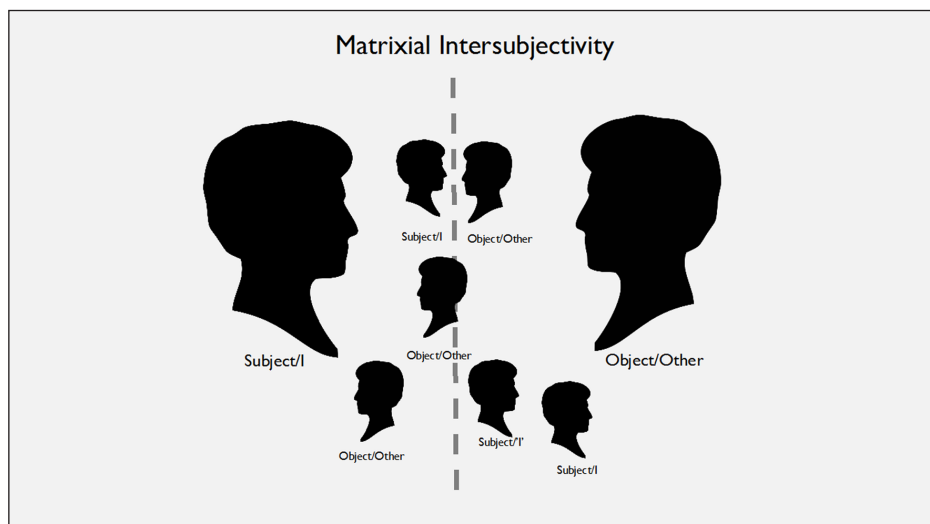 Matrixial Intersubjectivity
Subject/I
Object/Other
Object/Other
Subject/I
Object/Other
Subject/'I'
Object/Other
Subject/I